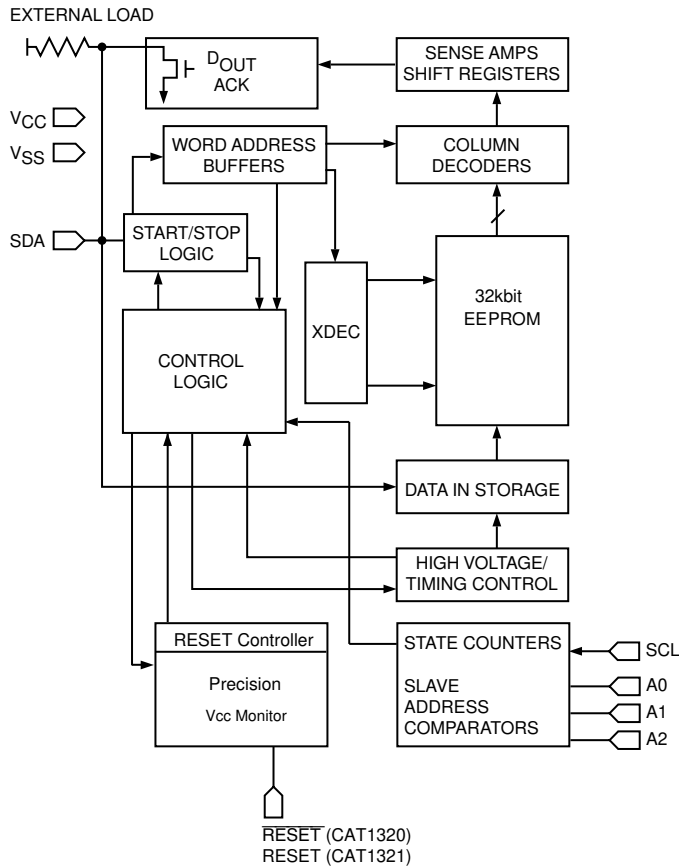 EXTERNAL LOAD
DOUT
ACK
SENSE AMPS
SHIFT REGISTERS
VCC
VSS
WORD ADDRESS
BUFFERS
COLUMN
DECODERS
SDA
START/STOP
LOGIC
XDEC
32kbit
EEPROM
CONTROL
LOGIC
DATA IN STORAGE
HIGH VOLTAGE/
TIMING CONTROL
RESET Controller
Precision
Vcc Monitor
STATE COUNTERS
SLAVE
ADDRESS
COMPARATORS
SCL
A0
A1
A2
RESET (CAT1320)
RESET (CAT1321)